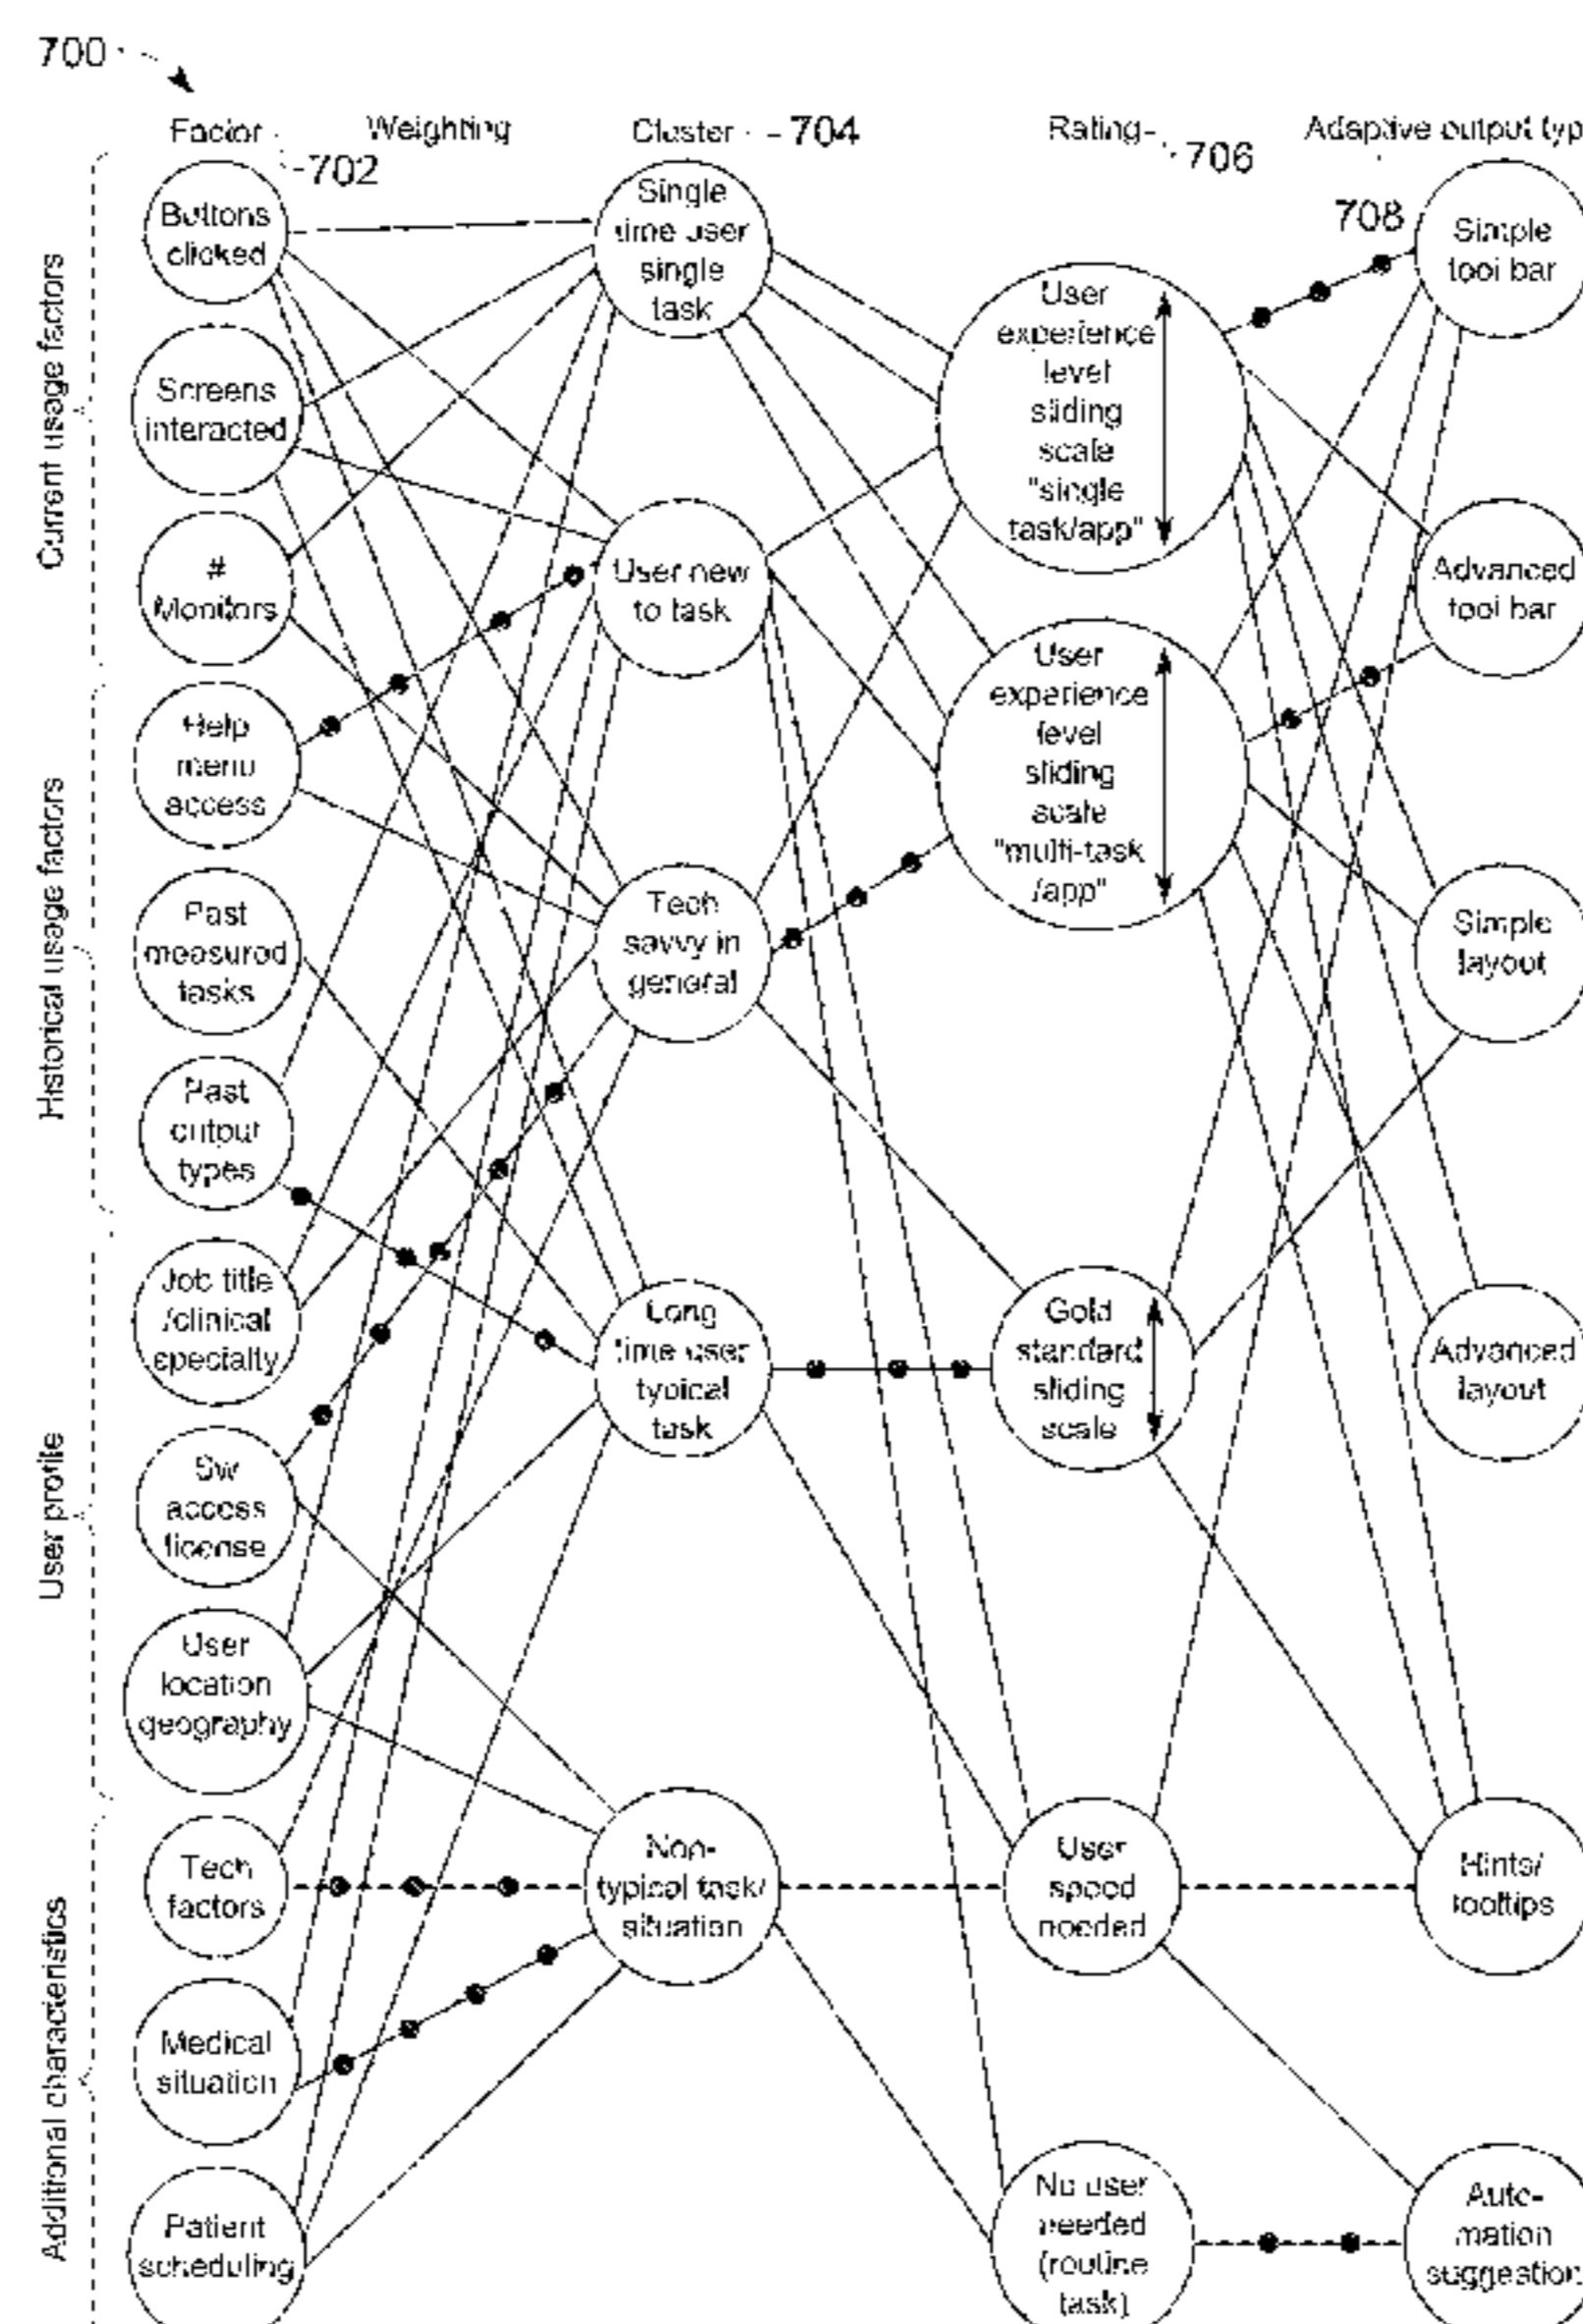 700
Factor
Weighting
Cluster
704
Rating
706
Adaptive output typ
702
708
Current usage factors
Historical usage factors
User profile
Additional characteristics
Buttons
clicked
Screens
interacted
#
Monitors
Help
menu
access
Past
measured
tasks
Past
output
types
Job title
/clinical
specialty
Sw
access
license
User
location
geography
Tech
factors
Medical
situation
Patient
scheduling
Single
time user
single
task
User new
to task
Tech
savvy in
general
Long
time user
typical
task
Non-
typical task/
situation
User
experience
level
sliding
scale
"single
task/app"
User
experience
level
sliding
scale
"multi-task
/app"
Gold
standard
sliding
scale
User
speed
needed
No user
needed
(routine
task)
Simple
tool bar
Advanced
tool bar
Simple
layout
Advanced
layout
Hints/
tooltips
Auto-
mation
suggestion